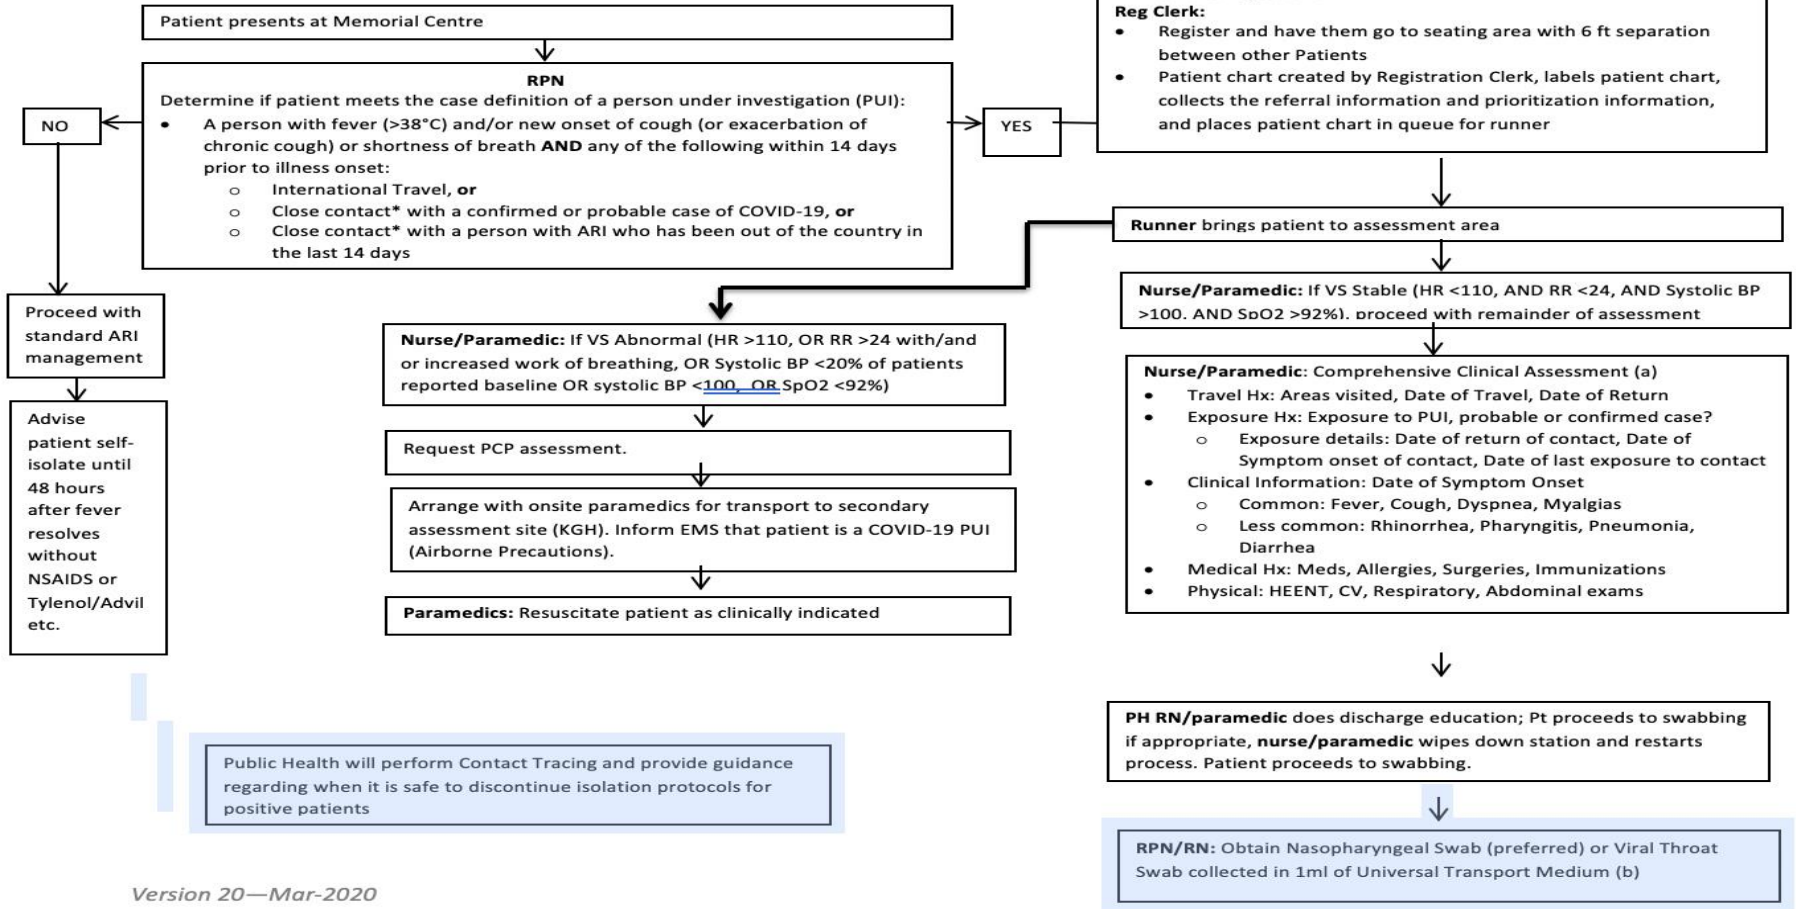 Patient presents at Memorial Centre
RPN
Determine if patient meets the case definition of a person under investigation (PUI):
• A person with fever (>38°C) and/or new onset of cough (or exacerbation of
chronic cough) or shortness of breath AND any of the following within 14 days
prior to illness onset:
o International Travel, or
o Close contact* with a confirmed or probable case of COVID-19, or
o Close contact* with a person with ARI who has been out of the country in
the last 14 days
NO
YES
Reg Clerk:
• Register and have them go to seating area with 6 ft separation
between other Patients
• Patient chart created by Registration Clerk, labels patient chart,
collects the referral information and prioritization information,
and places patient chart in queue for runner
Runner brings patient to assessment area
Proceed with
standard ARI
management
Advise
patient self-
isolate until
48 hours
after fever
resolves
without
NSAIDS or
Tylenol/Advil
etc.
Nurse/Paramedic: If VS Abnormal (HR >110, OR RR >24 with/and
or increased work of breathing, OR Systolic BP <20% of patients
reported baseline OR systolic BP <100, OR SpO2 <92%)
Request PCP assessment.
Arrange with onsite paramedics for transport to secondary
assessment site (KGH). Inform EMS that patient is a COVID-19 PUI
(Airborne Precautions).
Paramedics: Resuscitate patient as clinically indicated
Nurse/Paramedic: If VS Stable (HR <110, AND RR <24, AND Systolic BP
>100, AND SpO2 >92%), proceed with remainder of assessment
Nurse/Paramedic: Comprehensive Clinical Assessment (a)
• Travel Hx: Areas visited, Date of Travel, Date of Return
• Exposure Hx: Exposure to PUI, probable or confirmed case?
o Exposure details: Date of return of contact, Date of
Symptom onset of contact, Date of last exposure to contact
• Clinical Information: Date of Symptom Onset
o Common: Fever, Cough, Dyspnea, Myalgias
o Less common: Rhinorrhea, Pharyngitis, Pneumonia,
Diarrhea
• Medical Hx: Meds, Allergies, Surgeries, Immunizations
• Physical: HEENT, CV, Respiratory, Abdominal exams
PH RN/paramedic does discharge education; Pt proceeds to swabbing
if appropriate, nurse/paramedic wipes down station and restarts
process. Patient proceeds to swabbing.
Public Health will perform Contact Tracing and provide guidance
regarding when it is safe to discontinue isolation protocols for
positive patients
RPN/RN: Obtain Nasopharyngeal Swab (preferred) or Viral Throat
Swab collected in 1ml of Universal Transport Medium (b)
Version 20—Mar-2020